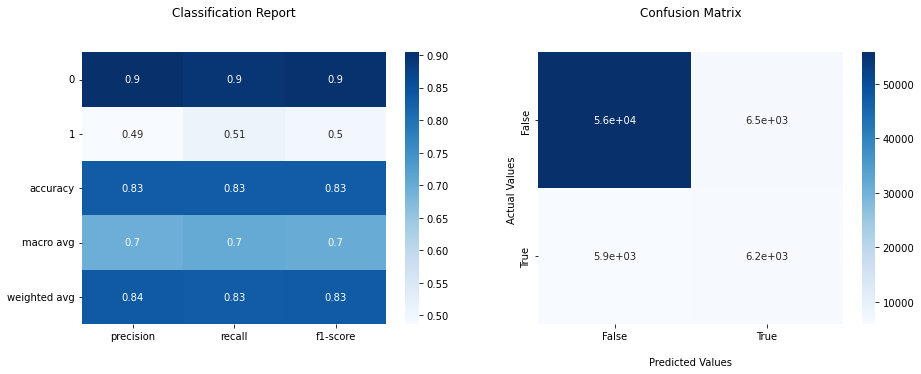 Classification Report
0 0.9 0.9 0.9
1 0.49 0.51 0.5
accuracy 0.83 0.83 0.83
macro avg 0.7 0.7 0.7
weighted avg 0.84 0.83 0.83
precision recall f1-score
0.90
0.85
0.80
0.75
0.70
0.65
0.60
0.55
0.50
Confusion Matrix
Actual Values
False 5.6e+04 6.5e+03
True 5.9e+03 6.2e+03
False True
Predicted Values
50000
40000
30000
20000
10000